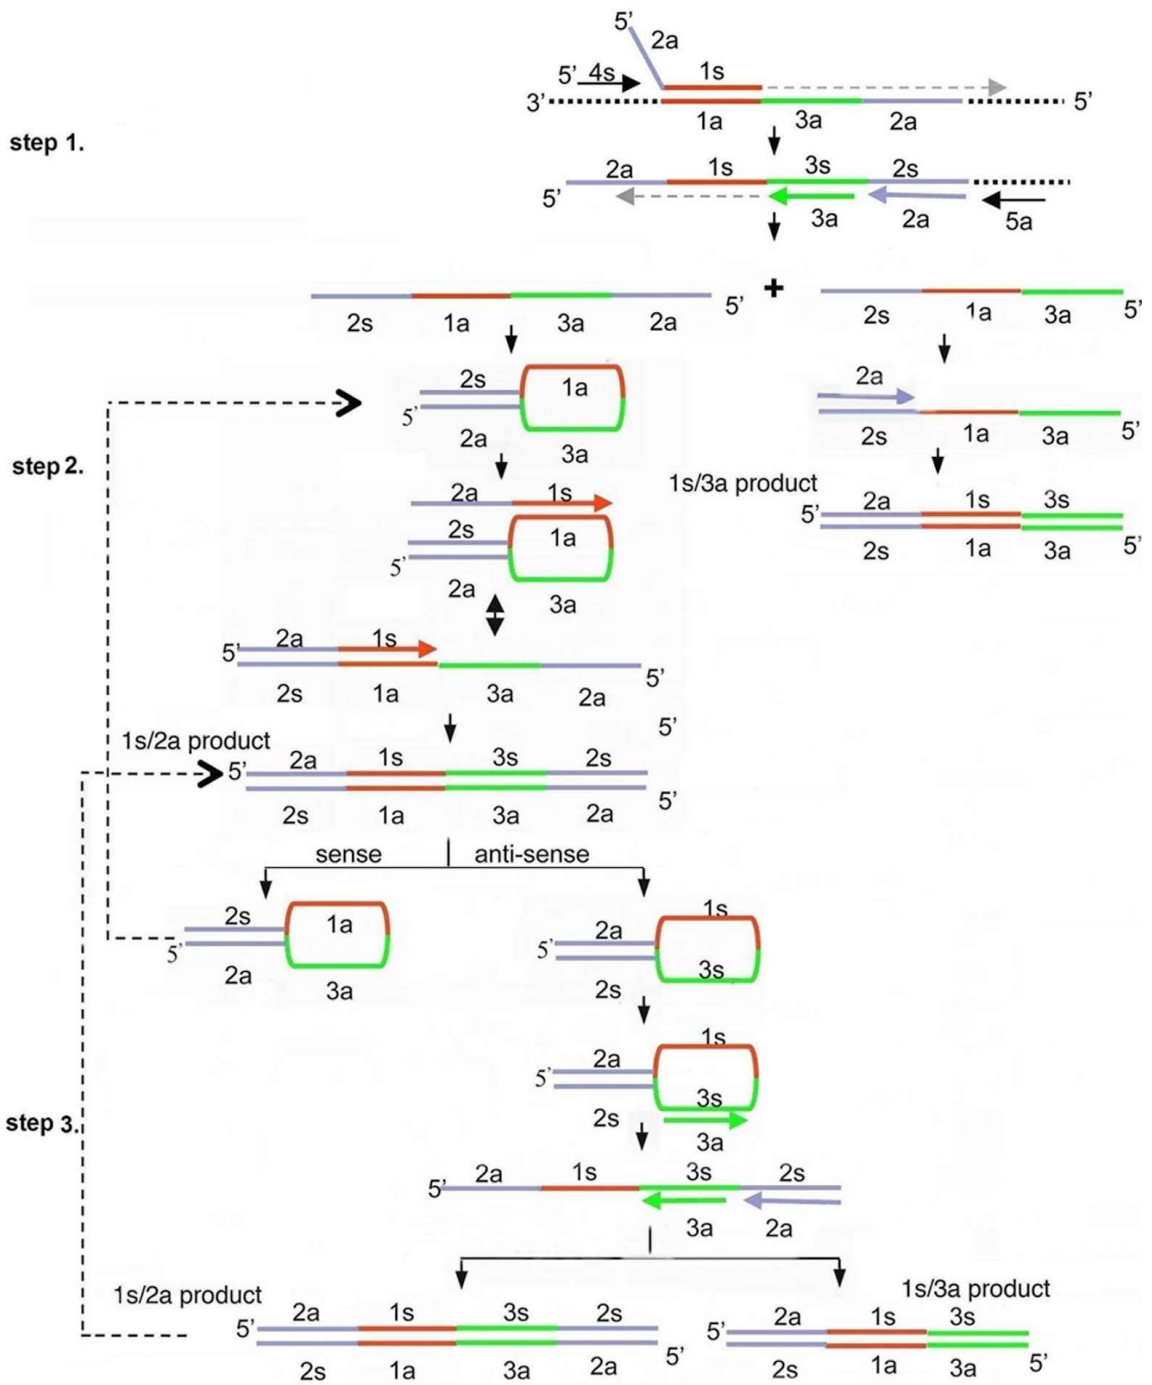 5’
2a
5’ 4s 1s
3’ 5’
1a 3a 2a
step 1.
2a 1s 3s 2s
5’
3a 2a 5a
+
5’ 5’
2s 1a 3a 2a 2s 1a 3a
2s 1a 2a
5’
2a 3a 2s 1a 3a 5’
step 2.
1s/3a product
2a 1s 2a 1s 3s
5’
2s 1a 5’
5’ 2s 1a 3a
2a 3a
2a 1s
5’ 5’
2s 1a 3a 2a
5’
1s/2a product
5’ 2a 1s 3s 2s
5’
2s 1a 3a 2a
sense anti-sense
2s 1a 1s
5’ 2a
5’ 3s
2a 3a 2s
1s
2a
5’
3s
step 3. 2s 3a
2a 1s 3s 2s
5’
3a 2a
1s/2a product 1s/3a product
2a 1s 3s 2s 2a 1s 3s
5’ 5’
5’ 5’
2s 1a 3a 2a 2s 1a 3a